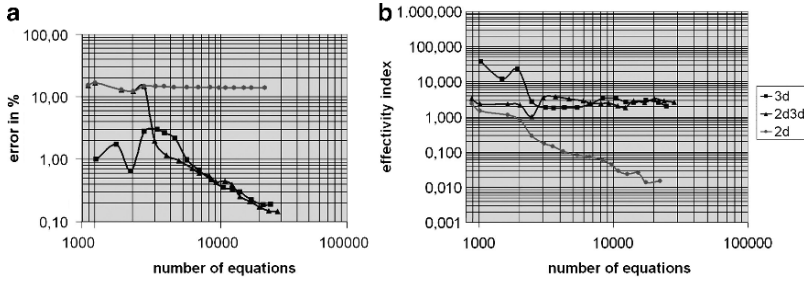 a
100,00
10,00
1,00
0,10
error in %
1000
10000
100000
number of equations
b
1.000,000
100,000
10,000
1,000
0,100
0,010
0,001
effectivity index
1000
10000
100000
number of equations
3d
2d3d
2d